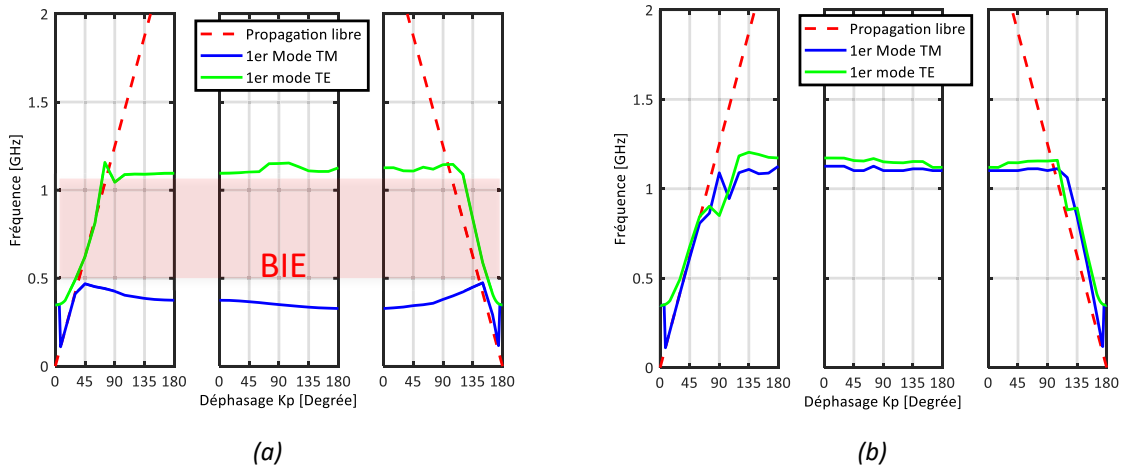 2
1.5
1
0.5
0
Fréquence [GHz]
Propagation libre
1er Mode TM
1er mode TE
BIE
0 45 90 135 180
0 45 90 135 180
0 45 90 135 180
Déphasage Kp [Degrée]
(a)
2
1.5
1
0.5
0
Fréquence [GHz]
Propagation libre
1er Mode TM
1er mode TE
0 45 90 135 180
0 45 90 135 180
0 45 90 135 180
Déphasage Kp [Degrée]
(b)